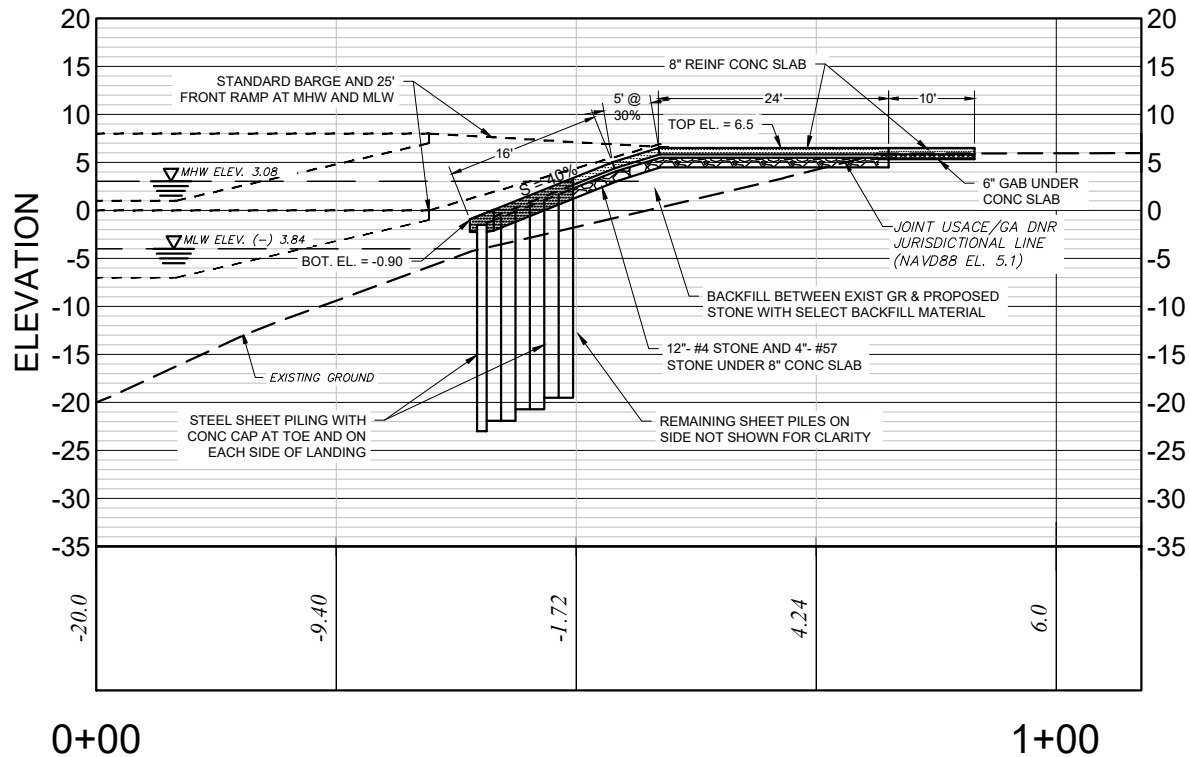 ELEVATION
20
15
10
5
0
-5
-10
-15
-20
-25
-30
-35
20
15
10
5
0
-5
-10
-15
-20
-25
-30
-35
STANDARD BARGE AND 25'
FRONT RAMP AT MHW AND MLW
8" REINF CONC SLAB
5' @
30%
24'
10'
TOP EL. = 6.5
16'
MHW ELEV. 3.08
S = 40%
6" GAB UNDER
CONC SLAB
JOINT USACE/GA DNR
JURISDICTIONAL LINE
(NAVD88 EL. 5.1)
MLW ELEV. (-) 3.84
BOT. EL. = -0.90
BACKFILL BETWEEN EXIST GR & PROPOSED
STONE WITH SELECT BACKFILL MATERIAL
12"- #4 STONE AND 4"- #57
STONE UNDER 8" CONC SLAB
EXISTING GROUND
STEEL SHEET PILING WITH
CONC CAP AT TOE AND ON
EACH SIDE OF LANDING
REMAINING SHEET PILES ON
SIDE NOT SHOWN FOR CLARITY
-20.0
-9.40
-1.72
4.24
6.0
0+00
1+00